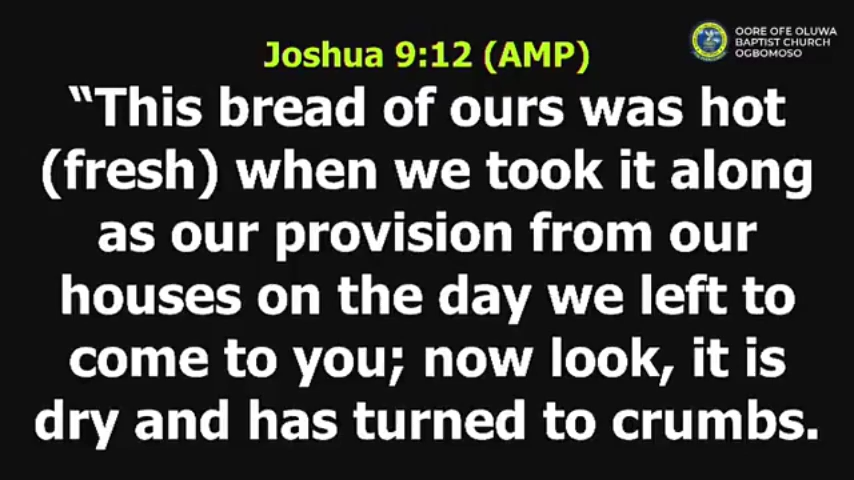 OORE OFE OLUWA
BAPTIST CHURCH
OGBOMOSO
Joshua 9:12 (AMP)
“This bread of ours was hot
(fresh) when we took it along
as our provision from our
houses on the day we left to
come to you; now look, it is
dry and has turned to crumbs.